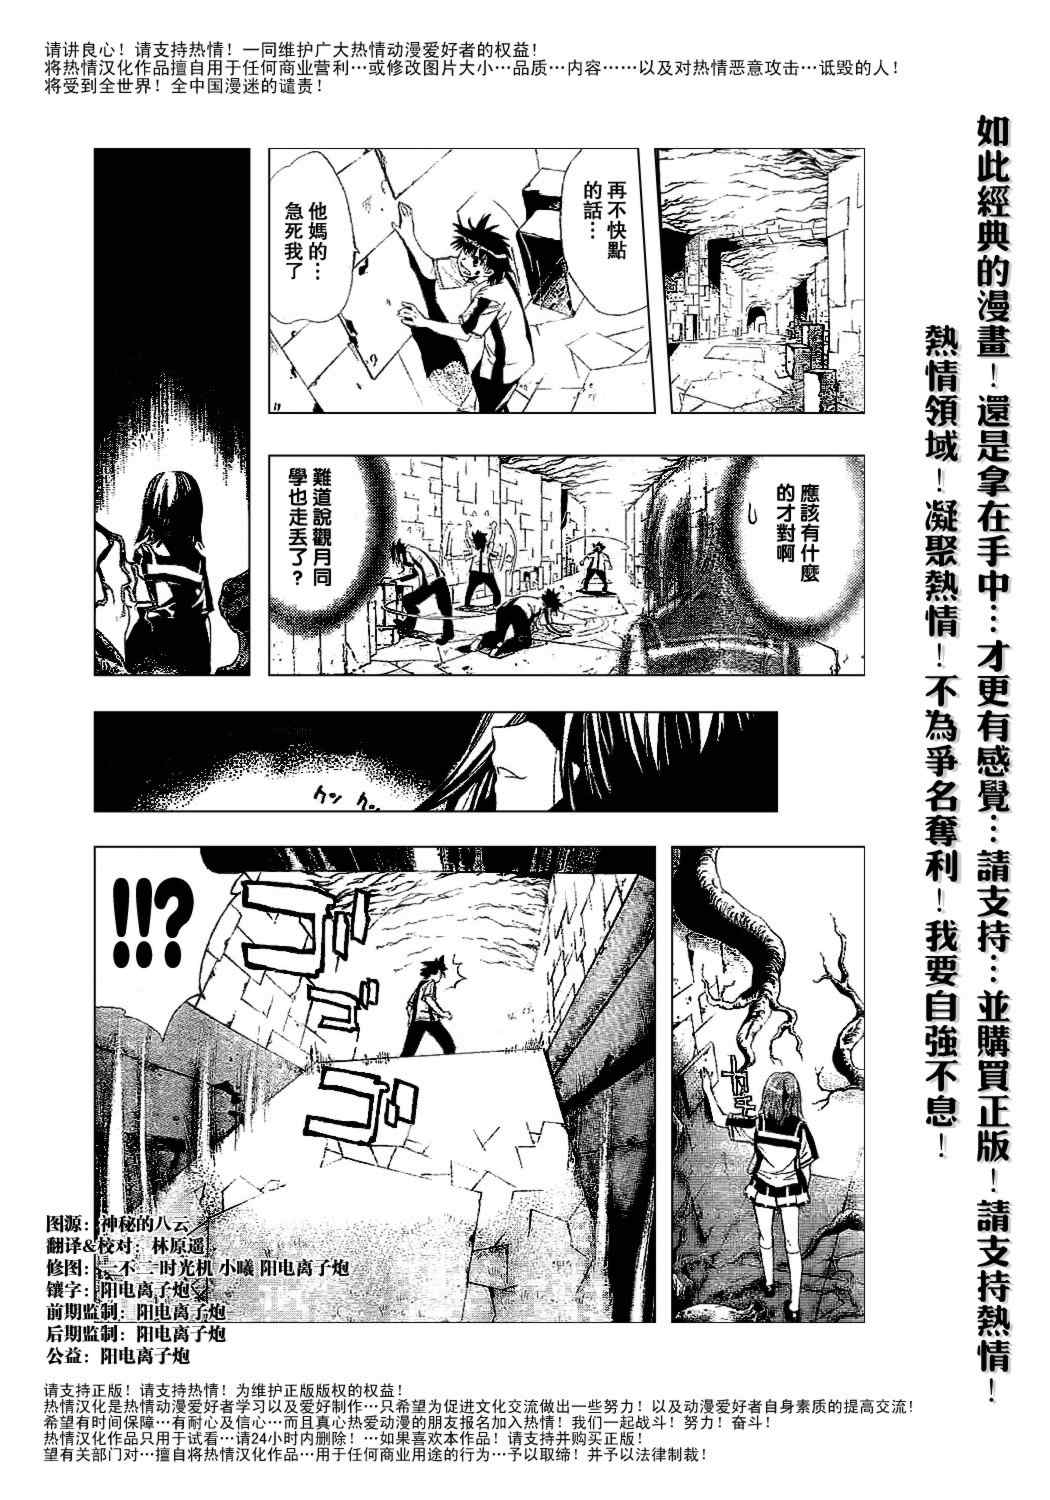 请讲良心！请支持热情！一同维护广大热情动漫爱好者的权益！
将热情汉化作品擅自用于任何商业营利…或修改图片大小…品质…内容……以及对热情恶意攻击…诋毁的人！
将受到全世界！全中国漫迷的谴责！
如此經典的漫畫！還是拿在手中…才更有感覺…請支持…並購買正版！請支持熱情！
熱情領域！凝聚熱情！不為爭名奪利！我要自強不息！
再不快點
的話…
他媽的…
急死我了
應該有什麼
的才對啊
難道說觀月同
學也走丟了？
クン クン
!!?
ゴ
ゴ
ゴ
图源：神秘的八云
翻译&校对：林原遥
修图：一不二 时光机 小曦 阳电离子炮
镶字：阳电离子炮
前期监制：阳电离子炮
后期监制：阳电离子炮
公益：阳电离子炮
请支持正版！请支持热情！为维护正版版权的权益！
热情汉化是热情动漫爱好者学习以及爱好制作…只希望为促进文化交流做出一些努力！以及动漫爱好者自身素质的提高交流！
希望有时间保障…有耐心及信心…而且真心热爱动漫的朋友报名加入热情！我们一起战斗！努力！奋斗！
热情汉化作品只用于试看…请24小时内删除！…如果喜欢本作品！请支持并购买正版！
望有关部门对…擅自将热情汉化作品…用于任何商业用途的行为…予以取缔！并予以法律制裁！